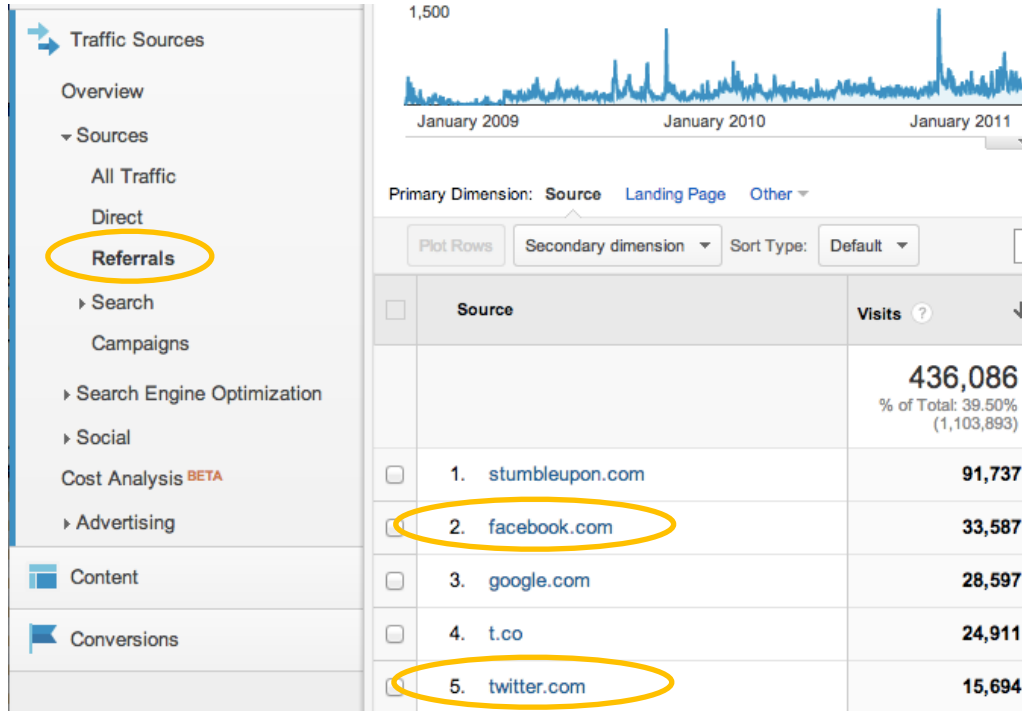 Traffic Sources
Overview
Sources
All Traffic
Direct
Referrals
Search
Campaigns
Search Engine Optimization
Social
Cost Analysis BETA
Advertising
Content
Conversions
1,500
January 2009 January 2010 January 2011
Primary Dimension: Source Landing Page Other
Plot Rows Secondary dimension Sort Type: Default
Source Visits ?
436,086
% of Total: 39.50%
(1,103,893)
1. stumbleupon.com 91,737
2. facebook.com 33,587
3. google.com 28,597
4. t.co 24,911
5. twitter.com 15,694